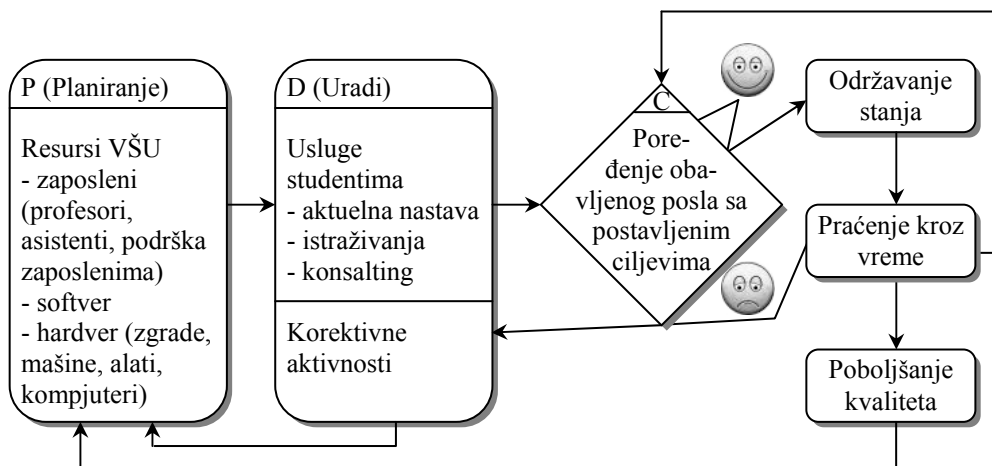 P (Planiranje)
Resursi VŠU
- zaposleni
(profesori,
asistenti, podrška
zaposlenima)
- softver
- hardver (zgrade,
mašine, alati,
kompjuteri)
D (Uradi)
Usluge
studentima
- aktuelna nastava
- istraživanja
- konsalting
Korektivne
aktivnosti
C
Pore-
đenje oba-
vljenog posla sa
postavljenim
ciljevima
Održavanje
stanja
Praćenje kroz
vreme
Poboljšanje
kvaliteta